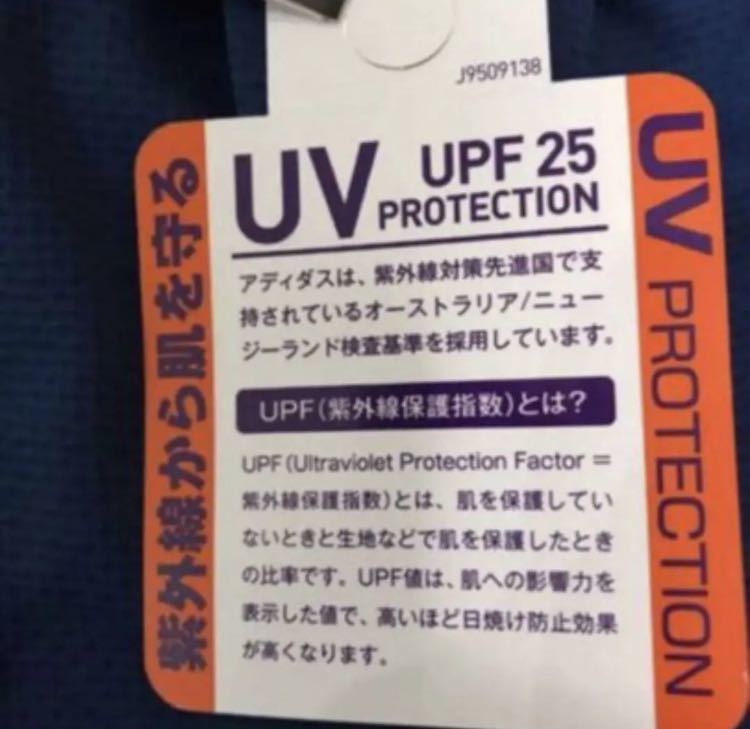 J9509138
UV UPF 25
PROTECTION
アディダスは、紫外線対策先進国で支
持されているオーストラリア/ニュー
ジーランド検査基準を採用しています。
UPF(紫外線保護指数)とは?
UPF(Ultraviolet Protection Factor =
紫外線保護指数)とは、肌を保護してい
ないときと生地などで肌を保護したとき
の比率です。UPF値は、肌への影響力を
表示した値で、高いほど日焼け防止効果
が高くなります。
紫外線から肌を守る
UV PROTECTION